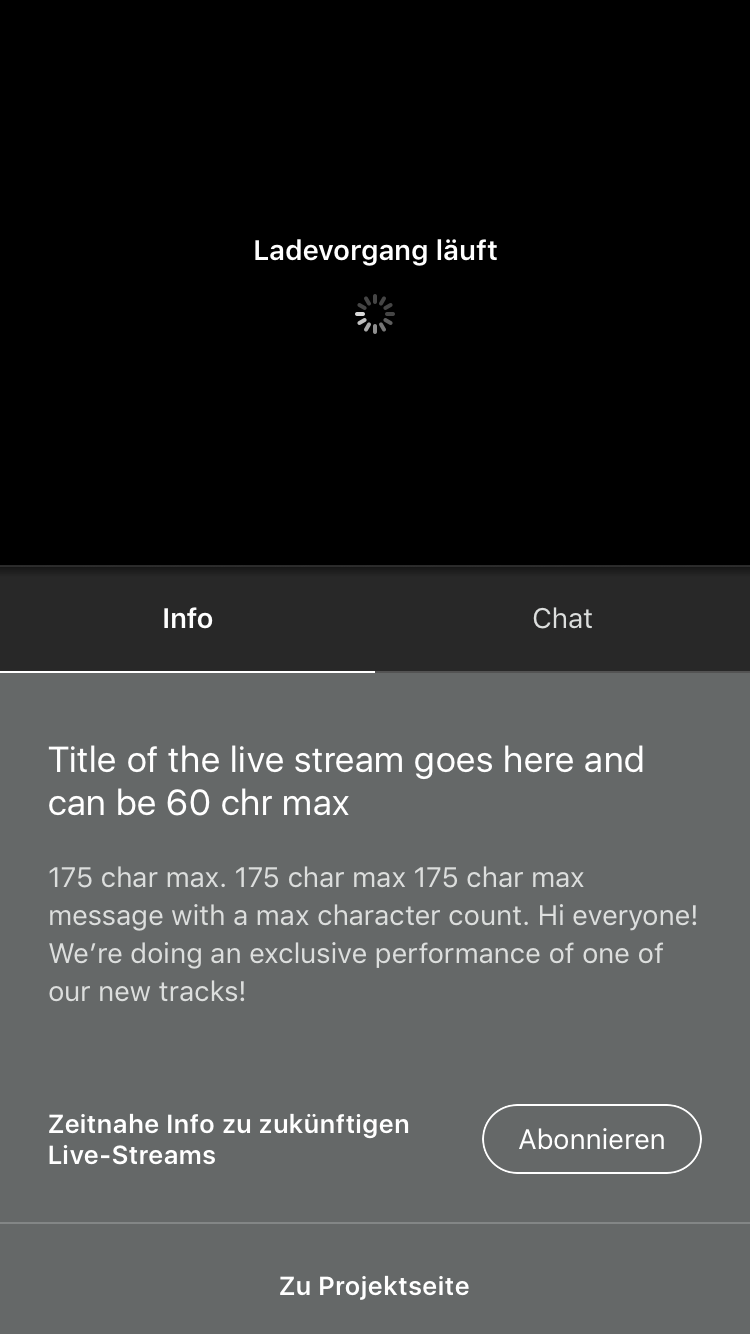 Ladevorgang läuft
Info
Chat
Title of the live stream goes here and
can be 60 chr max
175 char max. 175 char max 175 char max
message with a max character count. Hi everyone!
We’re doing an exclusive performance of one of
our new tracks!
Zeitnahe Info zu zukünftigen
Live-Streams
Abonnieren
Zu Projektseite